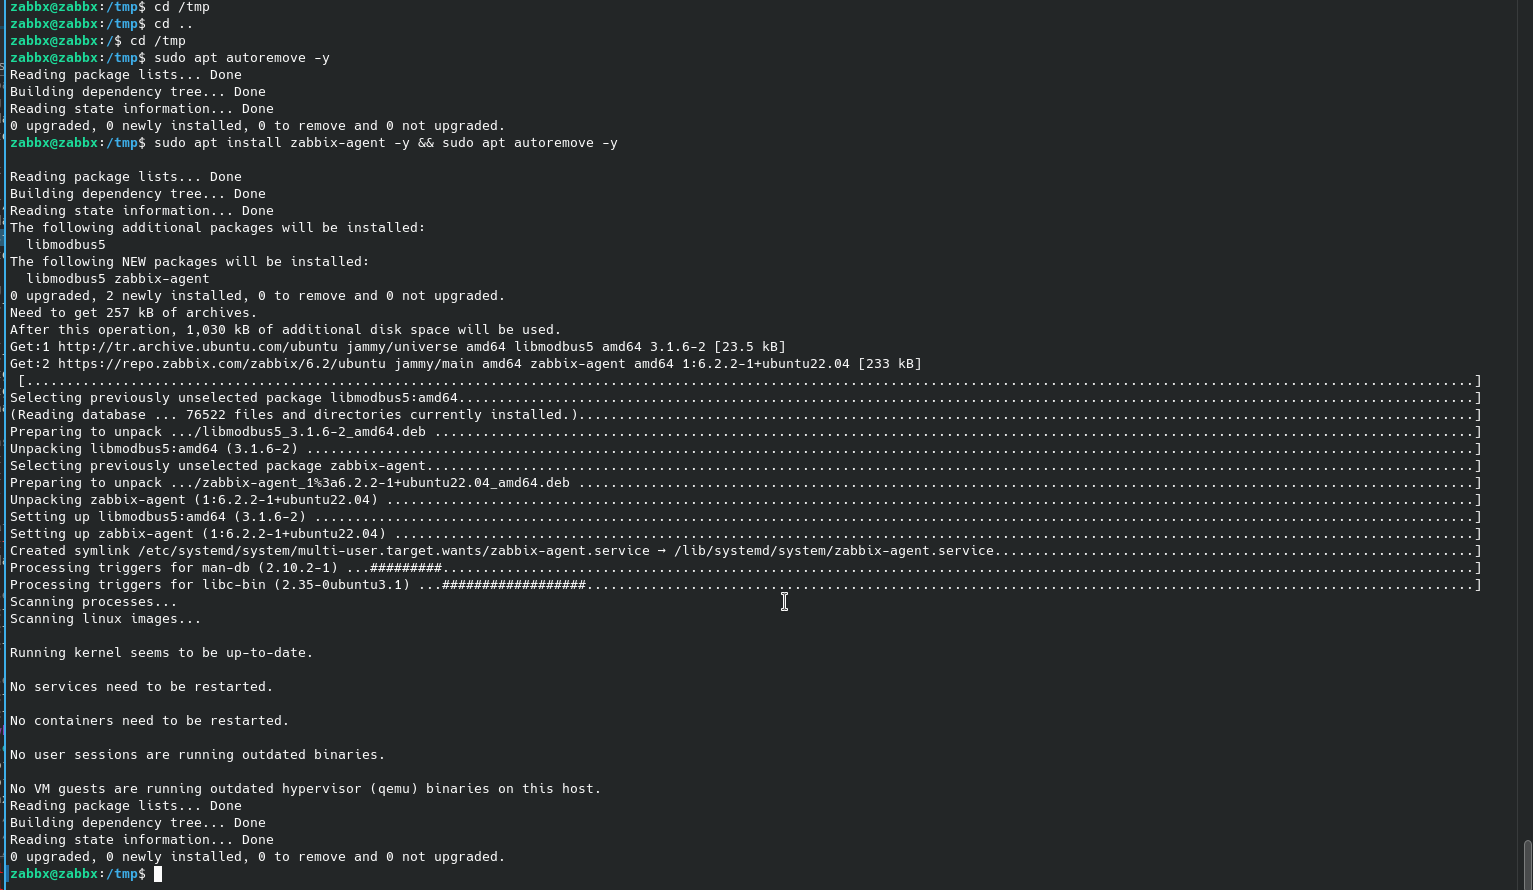 zabbx@zabbx:/tmp$ cd /tmp
zabbx@zabbx:/tmp$ cd ..
zabbx@zabbx:/$ cd /tmp
zabbx@zabbx:/tmp$ sudo apt autoremove -y
Reading package lists... Done
Building dependency tree... Done
Reading state information... Done
0 upgraded, 0 newly installed, 0 to remove and 0 not upgraded.
zabbx@zabbx:/tmp$ sudo apt install zabbix-agent -y && sudo apt autoremove -y
Reading package lists... Done
Building dependency tree... Done
Reading state information... Done
The following additional packages will be installed:
  libmodbus5
The following NEW packages will be installed:
  libmodbus5 zabbix-agent
0 upgraded, 2 newly installed, 0 to remove and 0 not upgraded.
Need to get 257 kB of archives.
After this operation, 1,030 kB of additional disk space will be used.
Get:1 http://tr.archive.ubuntu.com/ubuntu jammy/universe amd64 libmodbus5 amd64 3.1.6-2 [23.5 kB]
Get:2 https://repo.zabbix.com/zabbix/6.2/ubuntu jammy/main amd64 zabbix-agent amd64 1:6.2.2-1+ubuntu22.04 [233 kB]
 [.....................................................................................................................................................................................]
Selecting previously unselected package libmodbus5:amd64...............................................................................................................................]
(Reading database ... 76522 files and directories currently installed.)................................................................................................................]
Preparing to unpack .../libmodbus5_3.1.6-2_amd64.deb ...................................................................................................................................]
Unpacking libmodbus5:amd64 (3.1.6-2) ...................................................................................................................................................]
Selecting previously unselected package zabbix-agent...................................................................................................................................]
Preparing to unpack .../zabbix-agent_1%3a6.2.2-1+ubuntu22.04_amd64.deb ................................................................................................................]
Unpacking zabbix-agent (1:6.2.2-1+ubuntu22.04) ........................................................................................................................................]
Setting up libmodbus5:amd64 (3.1.6-2) ..................................................................................................................................................]
Setting up zabbix-agent (1:6.2.2-1+ubuntu22.04) .......................................................................................................................................]
Created symlink /etc/systemd/system/multi-user.target.wants/zabbix-agent.service → /lib/systemd/system/zabbix-agent.service............................................................]
Processing triggers for man-db (2.10.2-1) ...#########.................................................................................................................................]
Processing triggers for libc-bin (2.35-0ubuntu3.1) ...##################...............................................................................................................]
Scanning processes...
Scanning linux images...
Running kernel seems to be up-to-date.
No services need to be restarted.
No containers need to be restarted.
No user sessions are running outdated binaries.
No VM guests are running outdated hypervisor (qemu) binaries on this host.
Reading package lists... Done
Building dependency tree... Done
Reading state information... Done
0 upgraded, 0 newly installed, 0 to remove and 0 not upgraded.
zabbx@zabbx:/tmp$